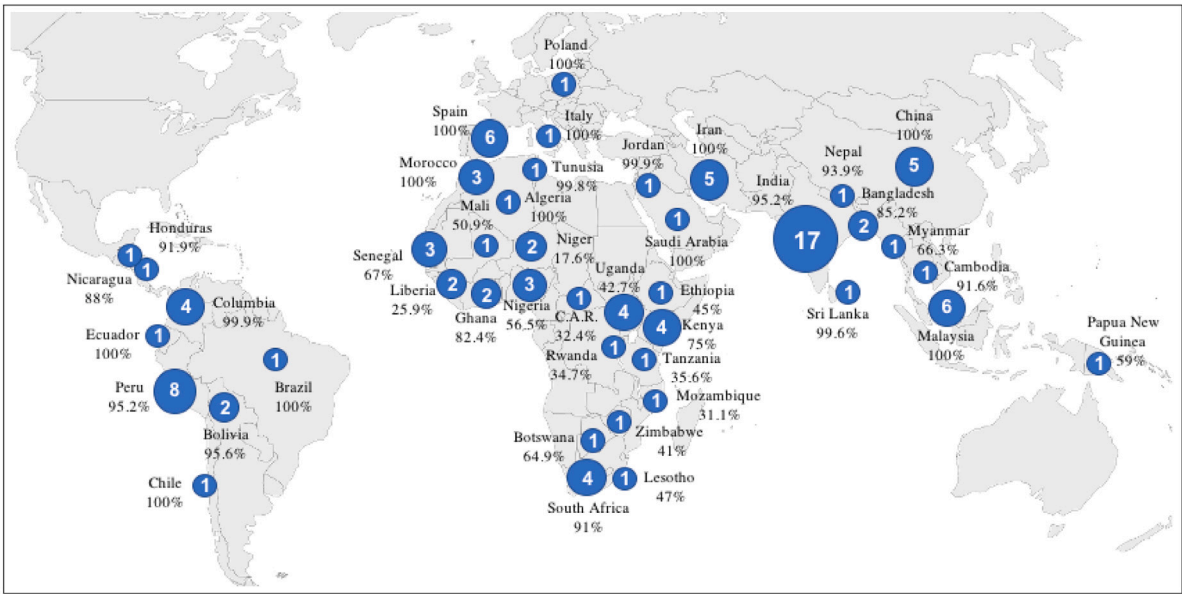 Poland
100%
1
Spain
100%
6
Italy
100%
1
Morocco
100%
3
Tunusia
99.8%
1
Algeria
100%
1
Mali
50.9%
1
Niger
17.6%
2
Senegal
67%
3
Liberia
25.9%
2
Ghana
82.4%
2
Nigeria
56.5%
3
C.A.R.
32.4%
1
Uganda
42.7%
4
Ethiopia
45%
1
Kenya
75%
4
Rwanda
34.7%
1
Tanzania
35.6%
1
Mozambique
31.1%
1
Zimbabwe
41%
1
Botswana
64.9%
1
South Africa
91%
4
Lesotho
47%
1
Jordan
99.9%
1
Iran
100%
5
Saudi Arabia
100%
1
India
95.2%
17
Nepal
93.9%
1
China
100%
5
Bangladesh
85.2%
2
Myanmar
66.3%
1
Cambodia
91.6%
1
Sri Lanka
99.6%
1
Malaysia
100%
6
Papua New
Guinea
59%
1
Honduras
91.9%
1
Nicaragua
88%
1
Columbia
99.9%
4
Ecuador
100%
1
Peru
95.2%
8
Brazil
100%
1
Bolivia
95.6%
2
Chile
100%
1